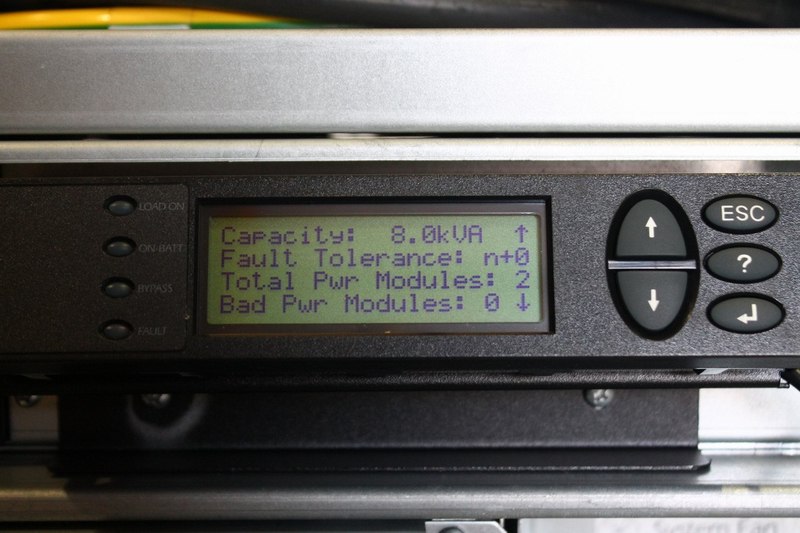 LOAD ON
ON-BATT
BYPASS
FAULT
Capacity: 8.0kVA ↑
Fault Tolerance: n+0
Total Pwr Modules: 2
Bad Pwr Modules: 0 ↓
↑
↓
ESC
?
↵
System Fan